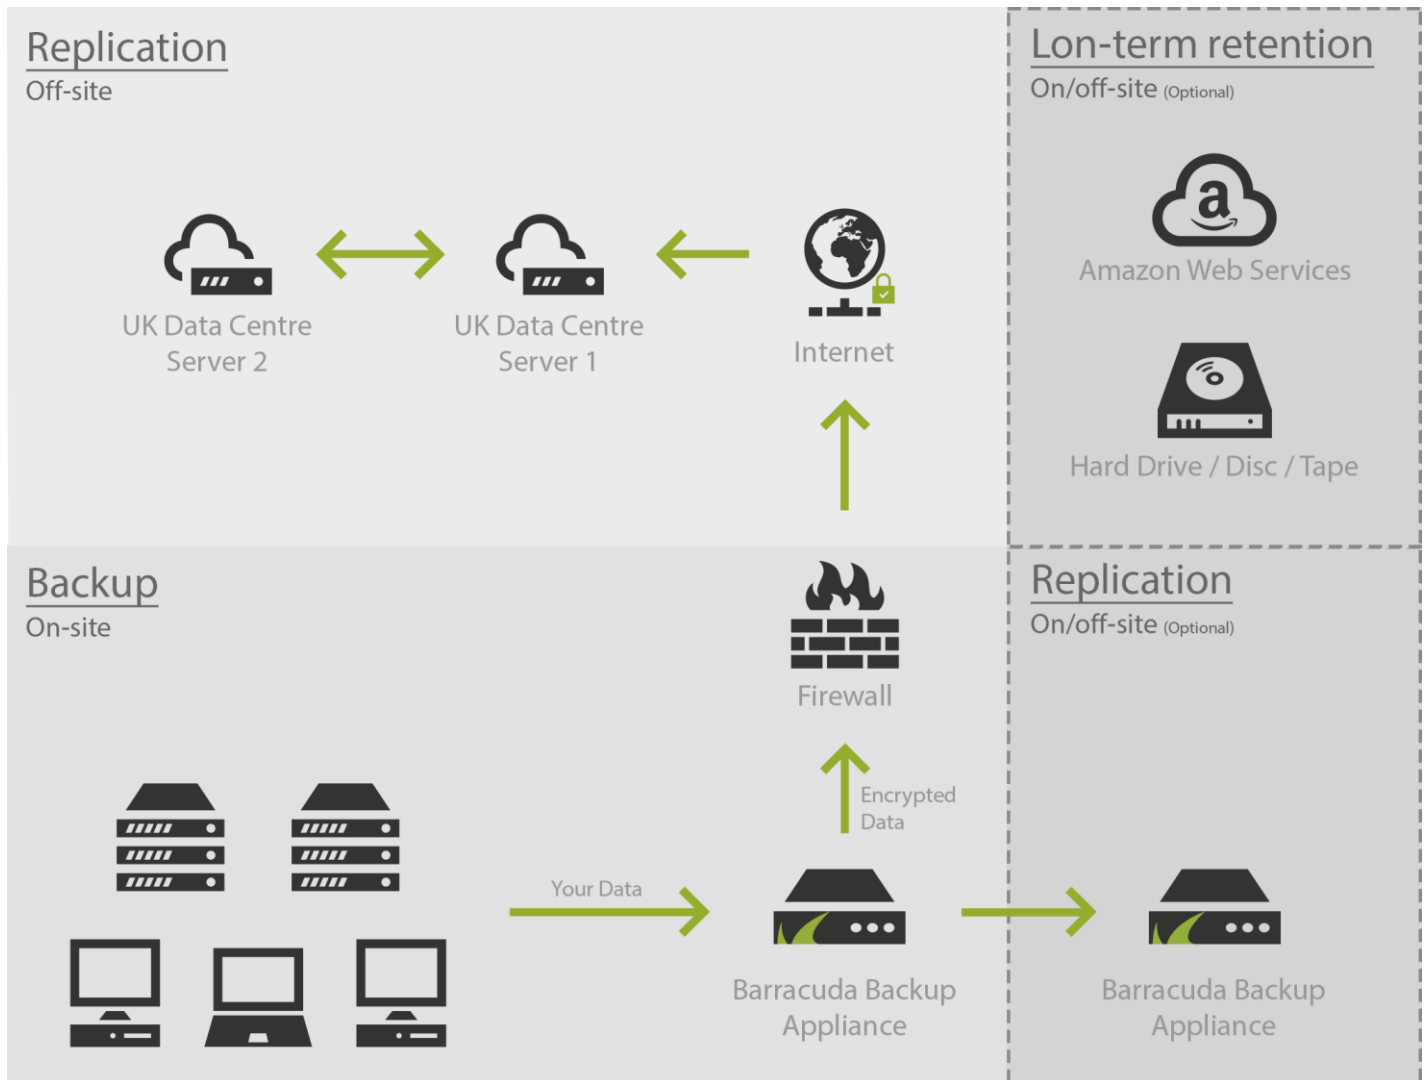 Replication
Off-site
UK Data Centre
Server 2
UK Data Centre
Server 1
Internet
Lon-term retention
On/off-site (Optional)
a
Amazon Web Services
Hard Drive / Disc / Tape
Backup
On-site
Firewall
Encrypted
Data
Your Data
Barracuda Backup
Appliance
Replication
On/off-site (Optional)
Barracuda Backup
Appliance